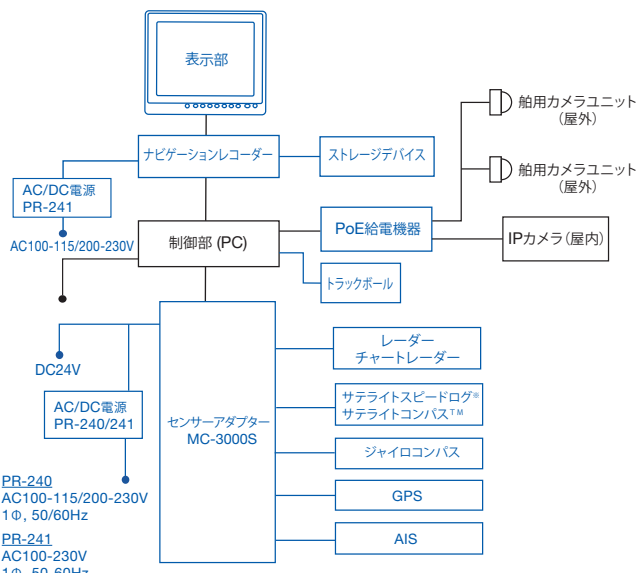 表示部
舶用カメラユニット
(屋外)
ナビゲーションレコーダー
ストレージデバイス
舶用カメラユニット
(屋外)
AC/DC電源
PR-241
AC100-115/200-230V
制御部 (PC)
PoE給電機器
IPカメラ(屋内)
トラックボール
DC24V
レーダー
チャートレーダー
AC/DC電源
PR-240/241
センサーアダプター
MC-3000S
サテライトスピードログ®
サテライトコンパス™
ジャイロコンパス
GPS
AIS
PR-240
AC100-115/200-230V
1Φ, 50/60Hz
PR-241
AC100-230V
1Φ, 50-60Hz